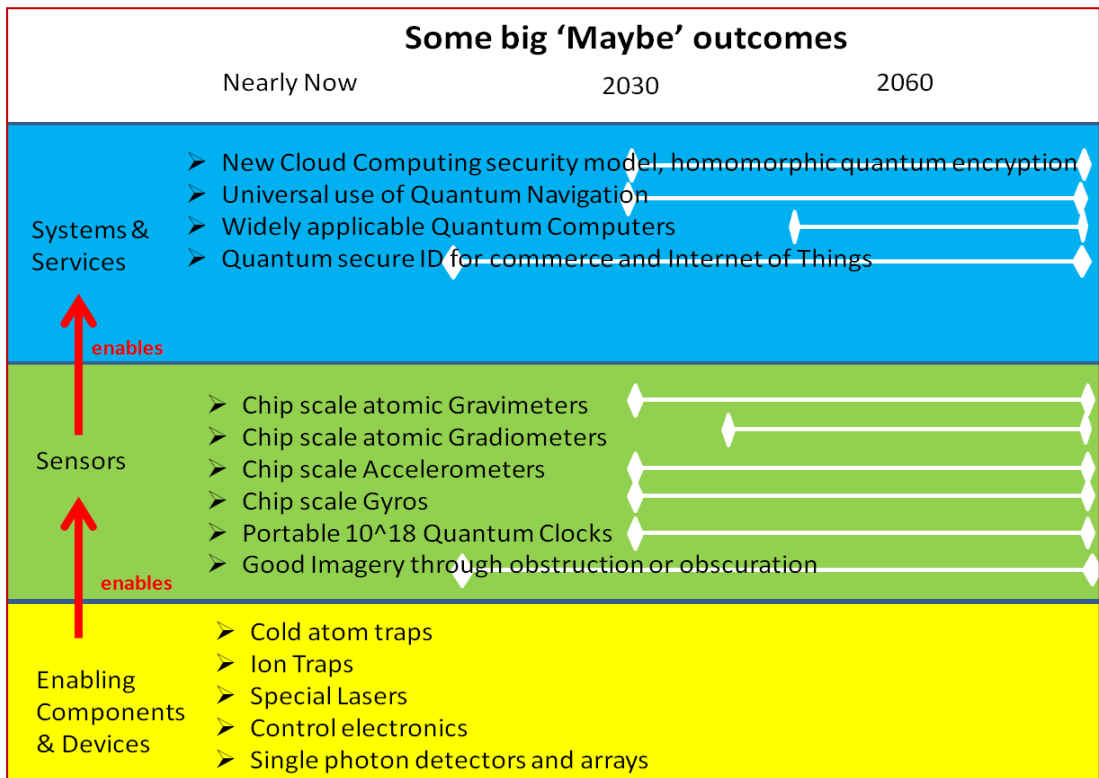 Some big ‘Maybe’ outcomes
Nearly Now 2030 2060
Systems &
Services
➢ New Cloud Computing security model, homomorphic quantum encryption
➢ Universal use of Quantum Navigation
➢ Widely applicable Quantum Computers
➢ Quantum secure ID for commerce and Internet of Things
enables
Sensors
➢ Chip scale atomic Gravimeters
➢ Chip scale atomic Gradiometers
➢ Chip scale Accelerometers
➢ Chip scale Gyros
➢ Portable 10^18 Quantum Clocks
➢ Good Imagery through obstruction or obscuration
enables
Enabling
Components
& Devices
➢ Cold atom traps
➢ Ion Traps
➢ Special Lasers
➢ Control electronics
➢ Single photon detectors and arrays